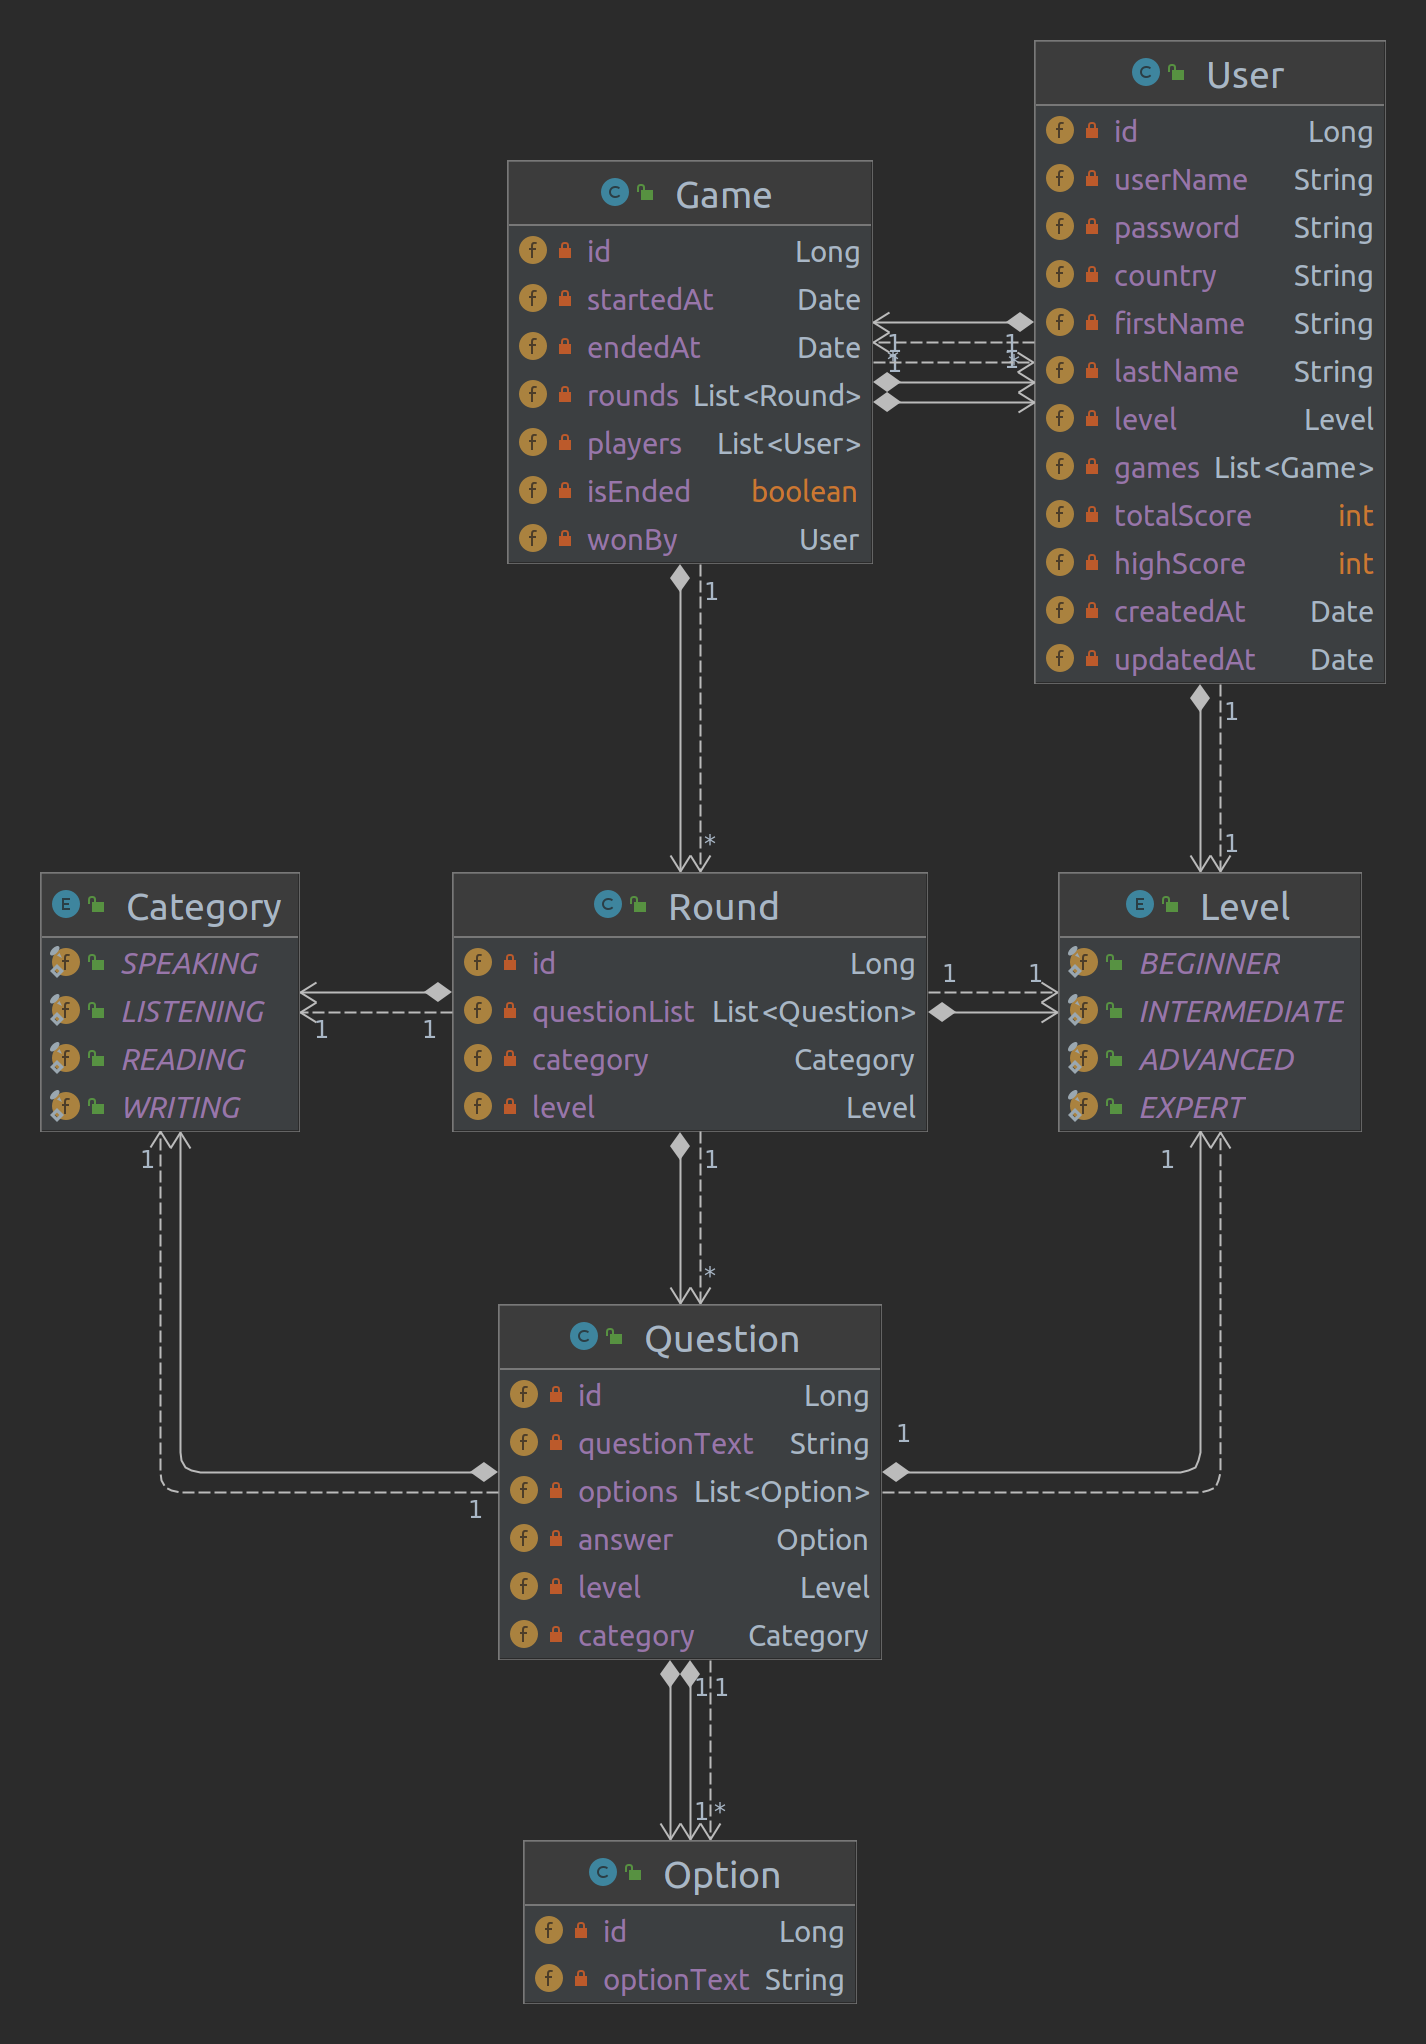 User
id Long
userName String
password String
country String
firstName String
lastName String
level Level
games List<Game>
totalScore int
highScore int
createdAt Date
updatedAt Date
Game
id Long
startedAt Date
endedAt Date
rounds List<Round>
players List<User>
isEnded boolean
wonBy User
1 1
* *
1 1
1
*
1
1
Category
SPEAKING
LISTENING
READING
WRITING
Round
id Long
questionList List<Question>
category Category
level Level
Level
BEGINNER
INTERMEDIATE
ADVANCED
EXPERT
1 1
1 1
1
1
1
*
Question
id Long
questionText String
options List<Option>
answer Option
level Level
category Category
1
1
1 1
1 *
Option
id Long
optionText String